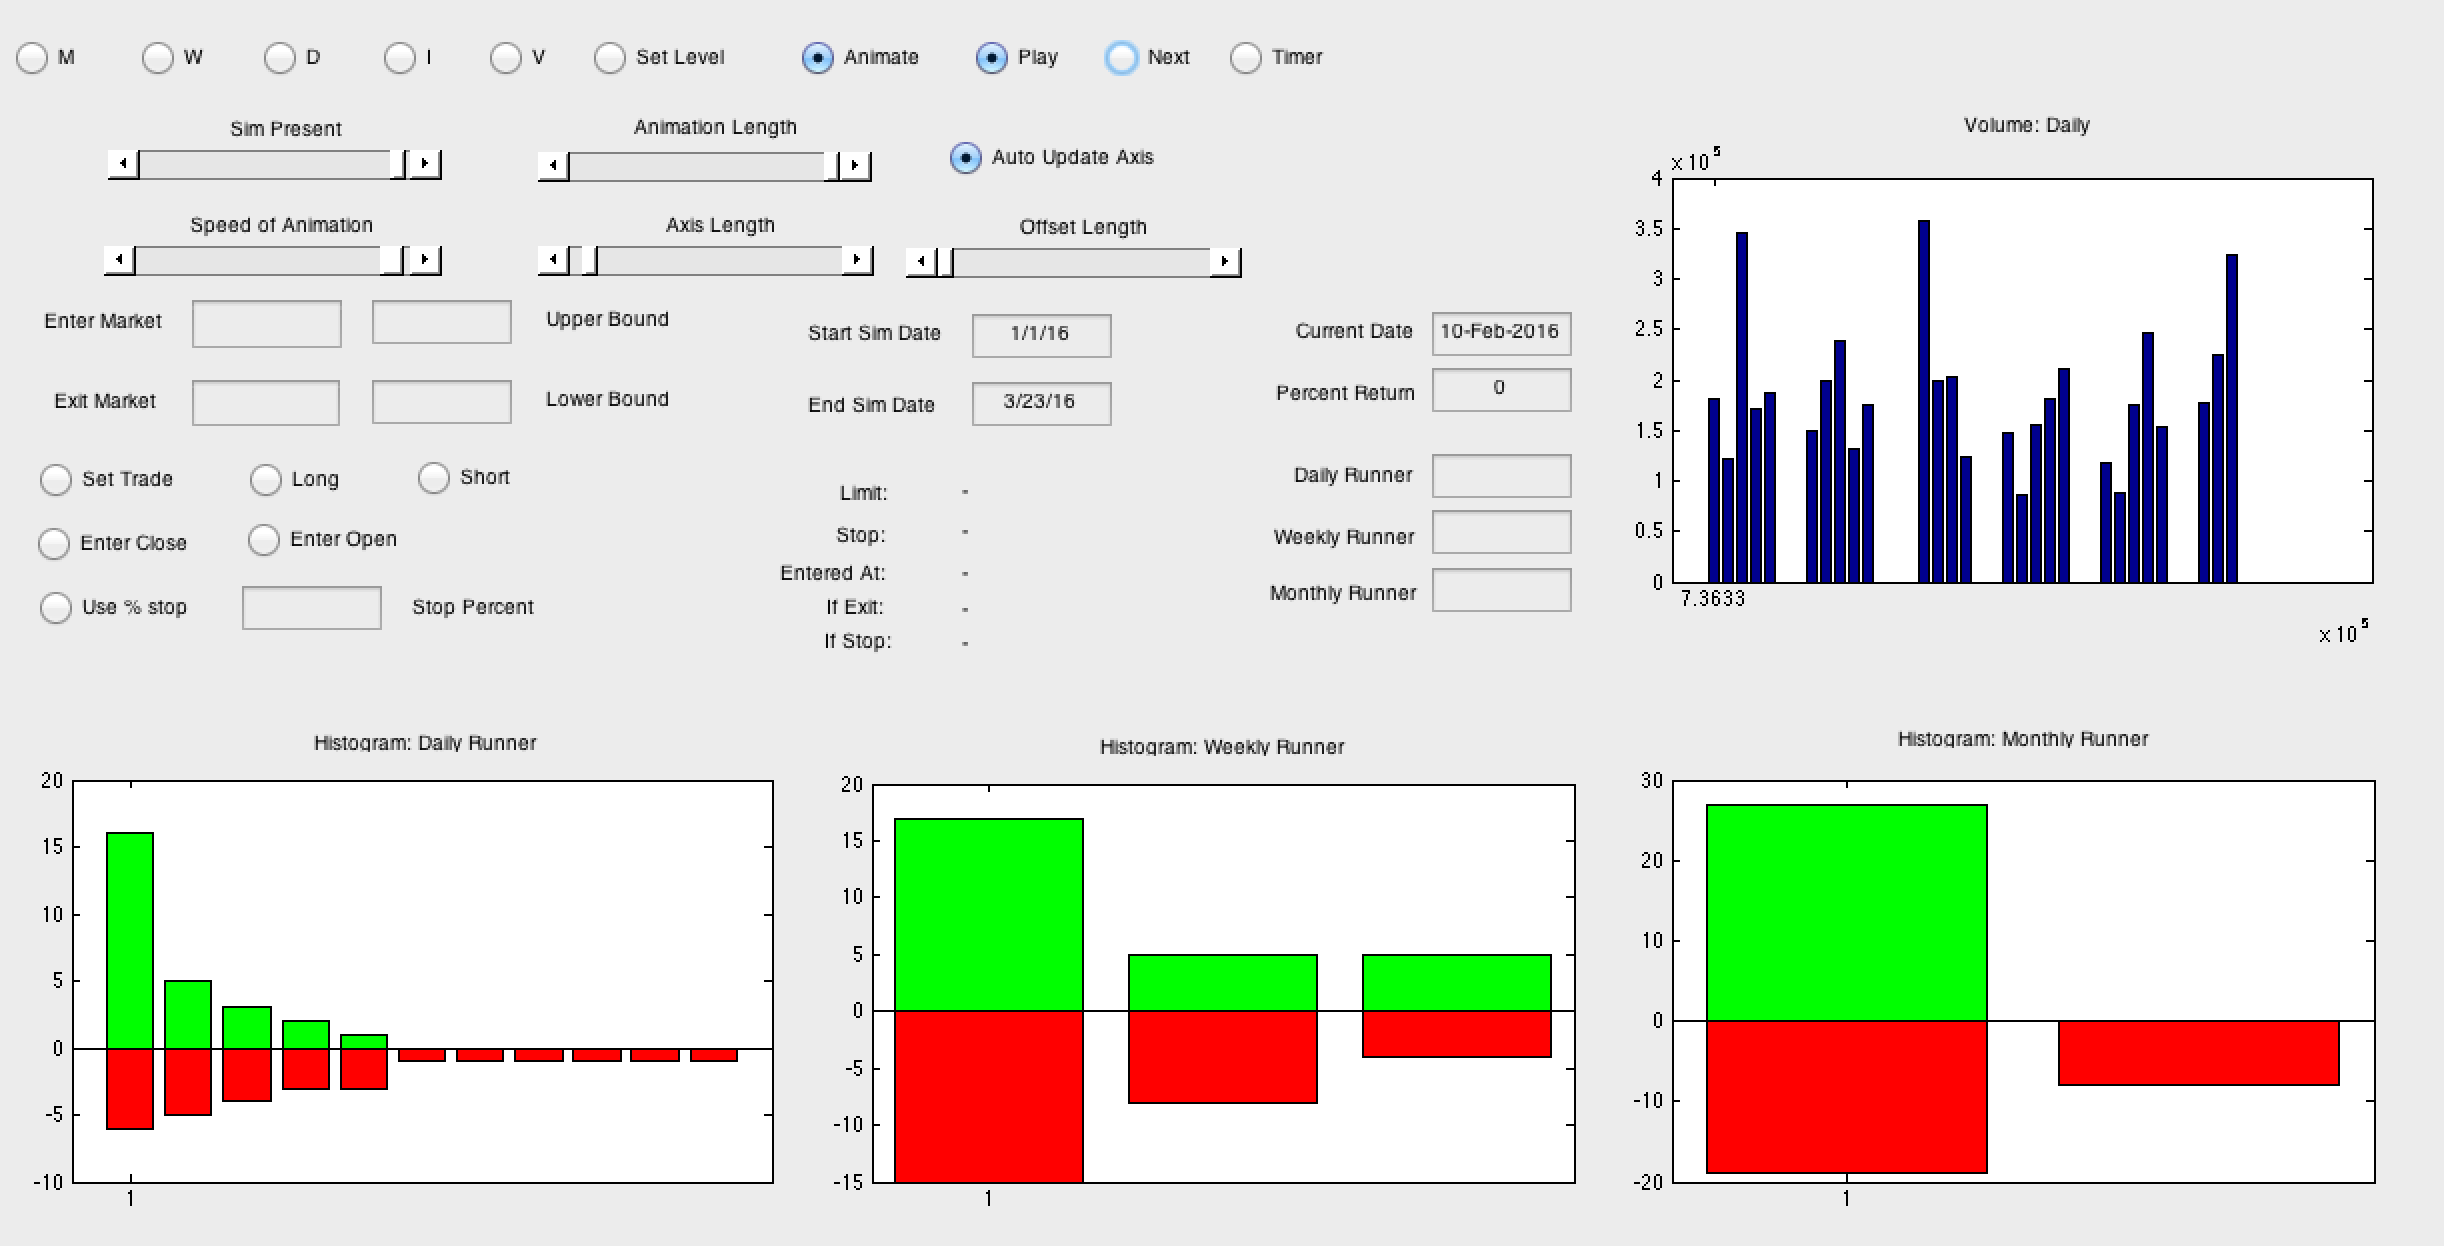 M W D I V Set Level Animate Play Next Timer
Sim Present Animation Length
Auto Update Axis
Speed of Animation Axis Length Offset Length
Enter Market Upper Bound
Exit Market Lower Bound
Set Trade Long Short
Enter Close Enter Open
Use % stop Stop Percent
Start Sim Date 1/1/16
End Sim Date 3/23/16
Limit: -
Stop: -
Entered At: -
If Exit: -
If Stop: -
Current Date 10-Feb-2016
Percent Return 0
Daily Runner
Weekly Runner
Monthly Runner
Volume: Daily
x 10^5
4
3.5
3
2.5
2
1.5
1
0.5
0
7.3633
x 10^5
Histogram: Daily Runner
20
15
10
5
0
-5
-10
1
Histogram: Weekly Runner
20
15
10
5
0
-5
-10
-15
1
Histogram: Monthly Runner
30
20
10
0
-10
-20
1